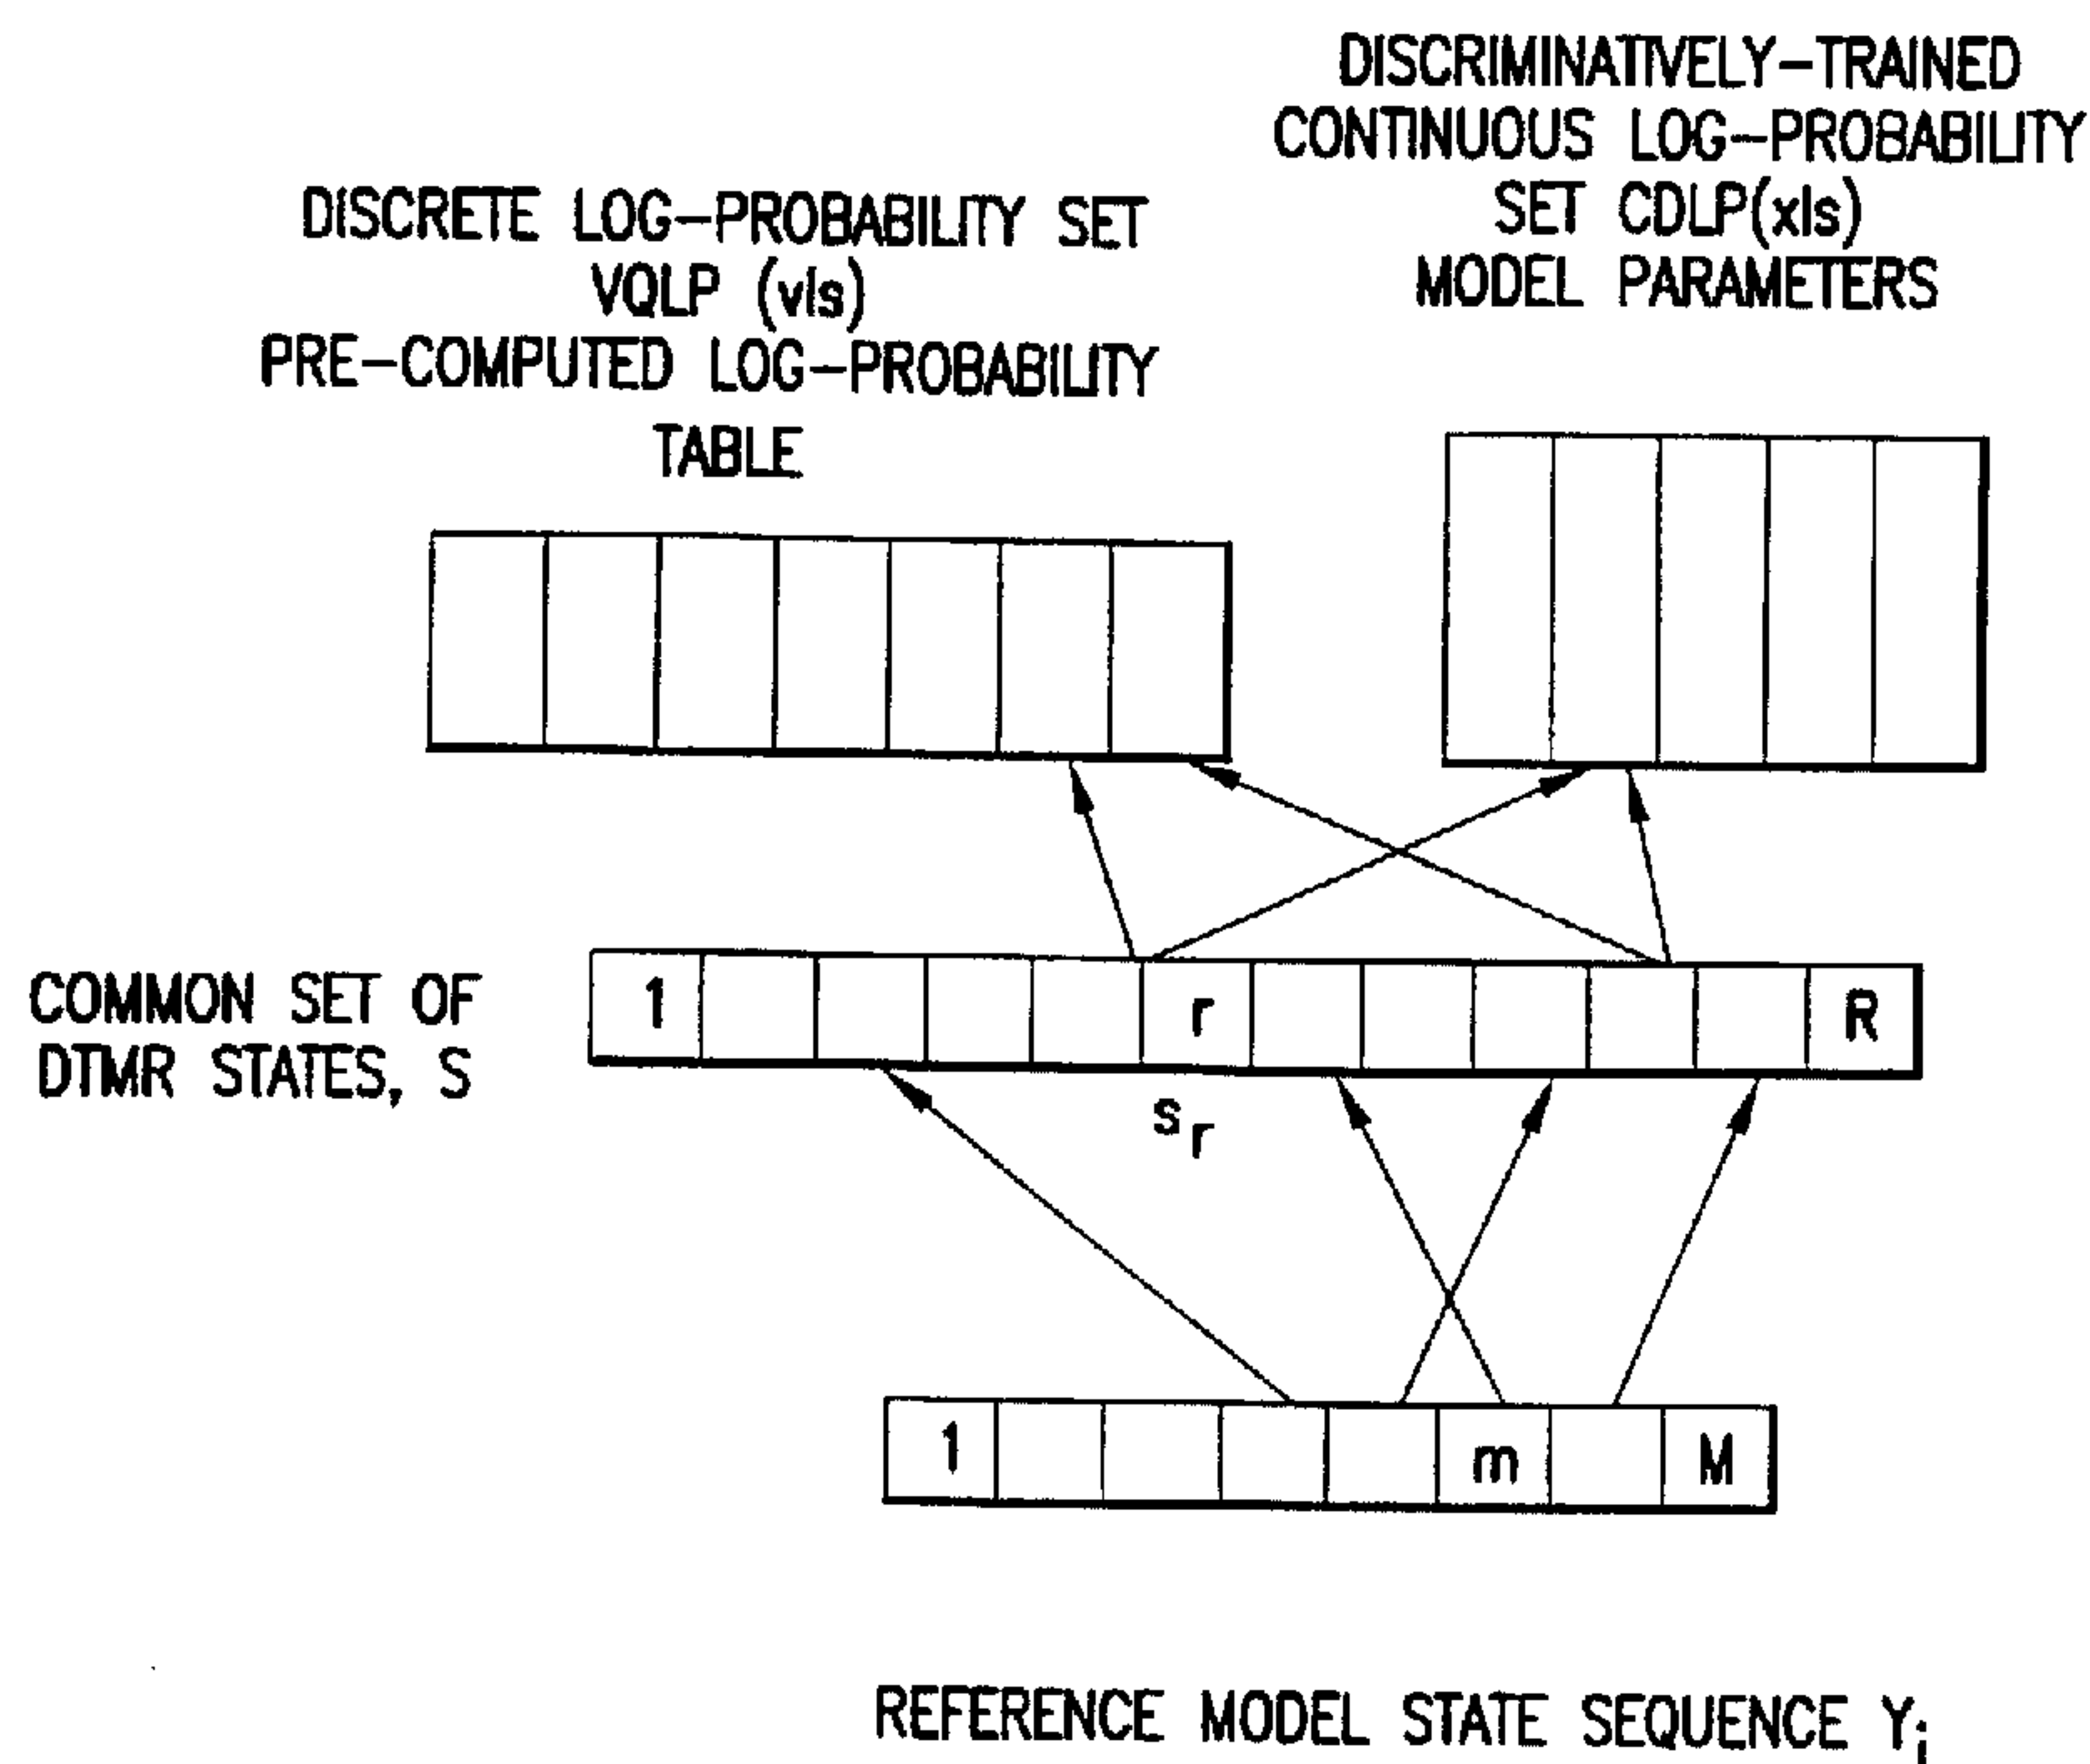 DISCRIMINATIVELY-TRAINED
CONTINUOUS LOG-PROBABILITY
SET CDLP(x|s)
MODEL PARAMETERS
DISCRETE LOG-PROBABILITY SET
VQLP (v|s)
PRE-COMPUTED LOG-PROBABILITY
TABLE
COMMON SET OF
DTMR STATES, S
1 r R
s_r
1 m M
REFERENCE MODEL STATE SEQUENCE Y_i